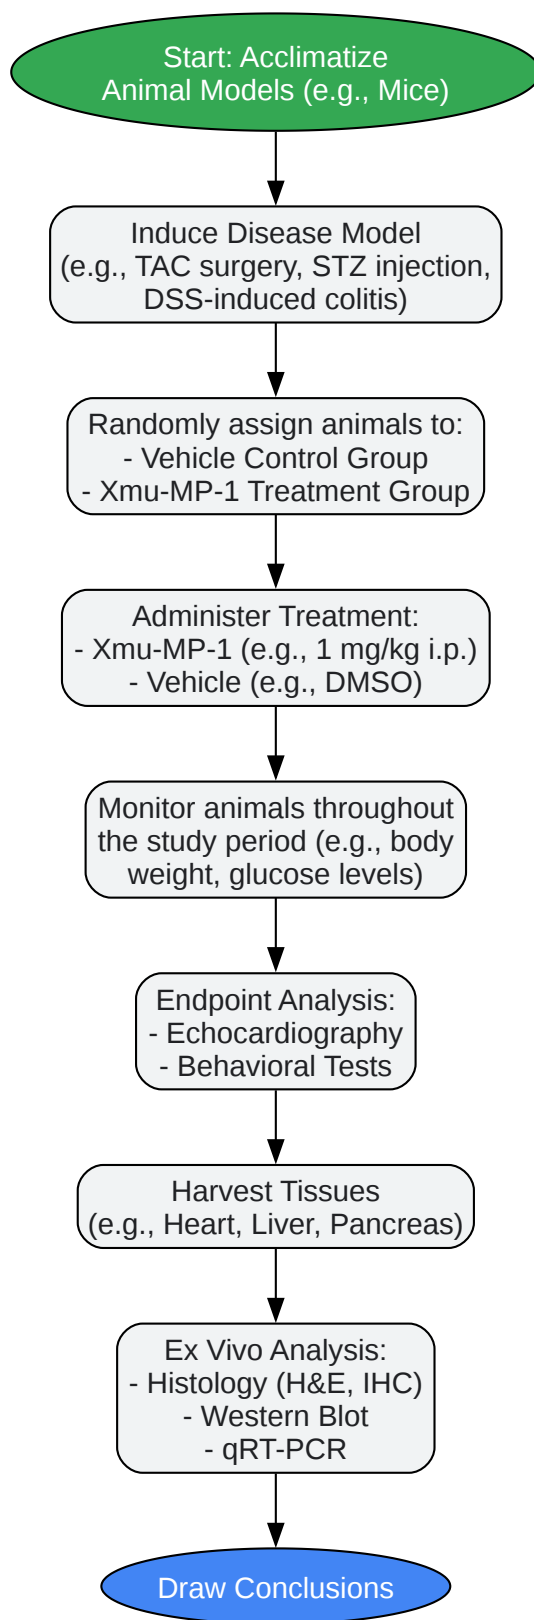 Start: Acclimatize
Animal Models (e.g., Mice)
Induce Disease Model
(e.g., TAC surgery, STZ injection,
DSS-induced colitis)
Randomly assign animals to:
- Vehicle Control Group
- Xmu-MP-1 Treatment Group
Administer Treatment:
- Xmu-MP-1 (e.g., 1 mg/kg i.p.)
- Vehicle (e.g., DMSO)
Monitor animals throughout
the study period (e.g., body
weight, glucose levels)
Endpoint Analysis:
- Echocardiography
- Behavioral Tests
Harvest Tissues
(e.g., Heart, Liver, Pancreas)
Ex Vivo Analysis:
- Histology (H&E, IHC)
- Western Blot
- qRT-PCR
Draw Conclusions